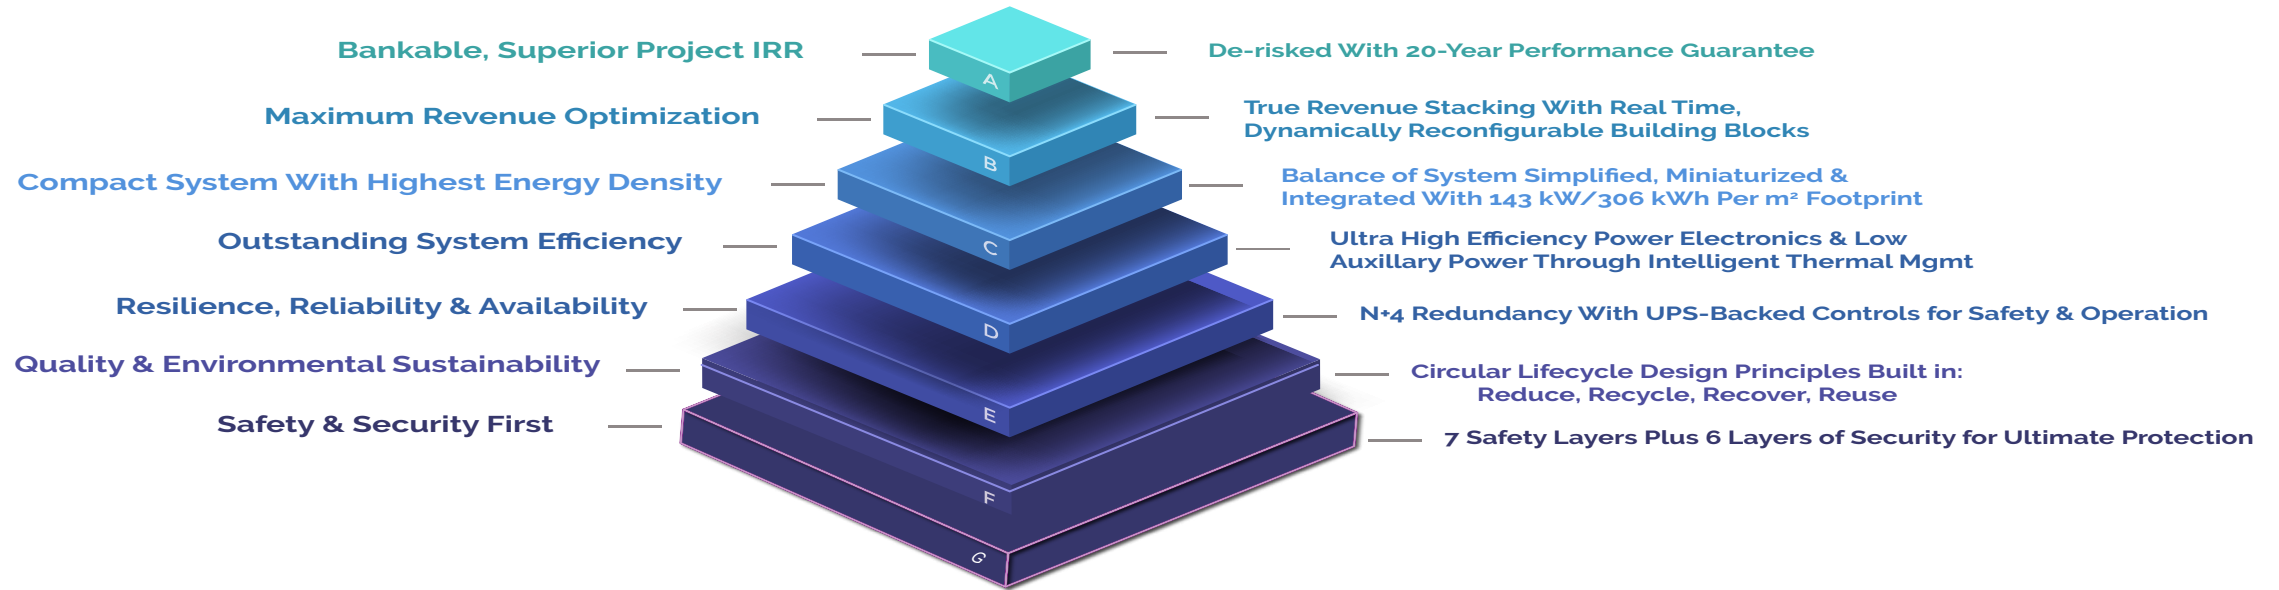 Bankable, Superior Project IRR
A
De-risked With 20-Year Performance Guarantee
Maximum Revenue Optimization
B
True Revenue Stacking With Real Time,
Dynamically Reconfigurable Building Blocks
Compact System With Highest Energy Density
C
Balance of System Simplified, Miniaturized &
Integrated With 143 kW/306 kWh Per m² Footprint
Outstanding System Efficiency
D
Ultra High Efficiency Power Electronics & Low
Auxillary Power Through Intelligent Thermal Mgmt
Resilience, Reliability & Availability
E
N+4 Redundancy With UPS-Backed Controls for Safety & Operation
Quality & Environmental Sustainability
F
Circular Lifecycle Design Principles Built in:
Reduce, Recycle, Recover, Reuse
Safety & Security First
G
7 Safety Layers Plus 6 Layers of Security for Ultimate Protection